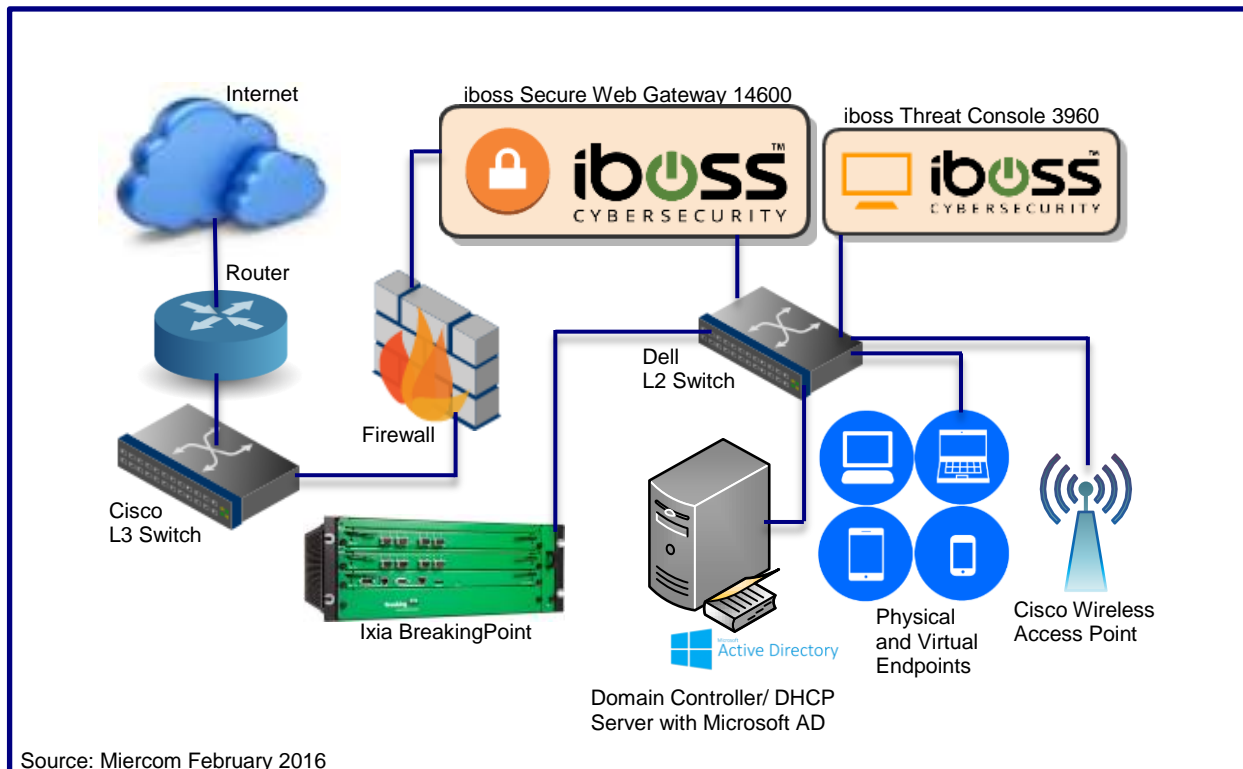 Internet
iboss Secure Web Gateway 14600
iboss Threat Console 3960
iboss™
CYBERSECURITY
iboss™
CYBERSECURITY
Router
Dell
L2 Switch
Firewall
Cisco
L3 Switch
Ixia BreakingPoint
Microsoft
Active Directory
Physical
and Virtual
Endpoints
Cisco Wireless
Access Point
Domain Controller/ DHCP
Server with Microsoft AD
Source: Miercom February 2016